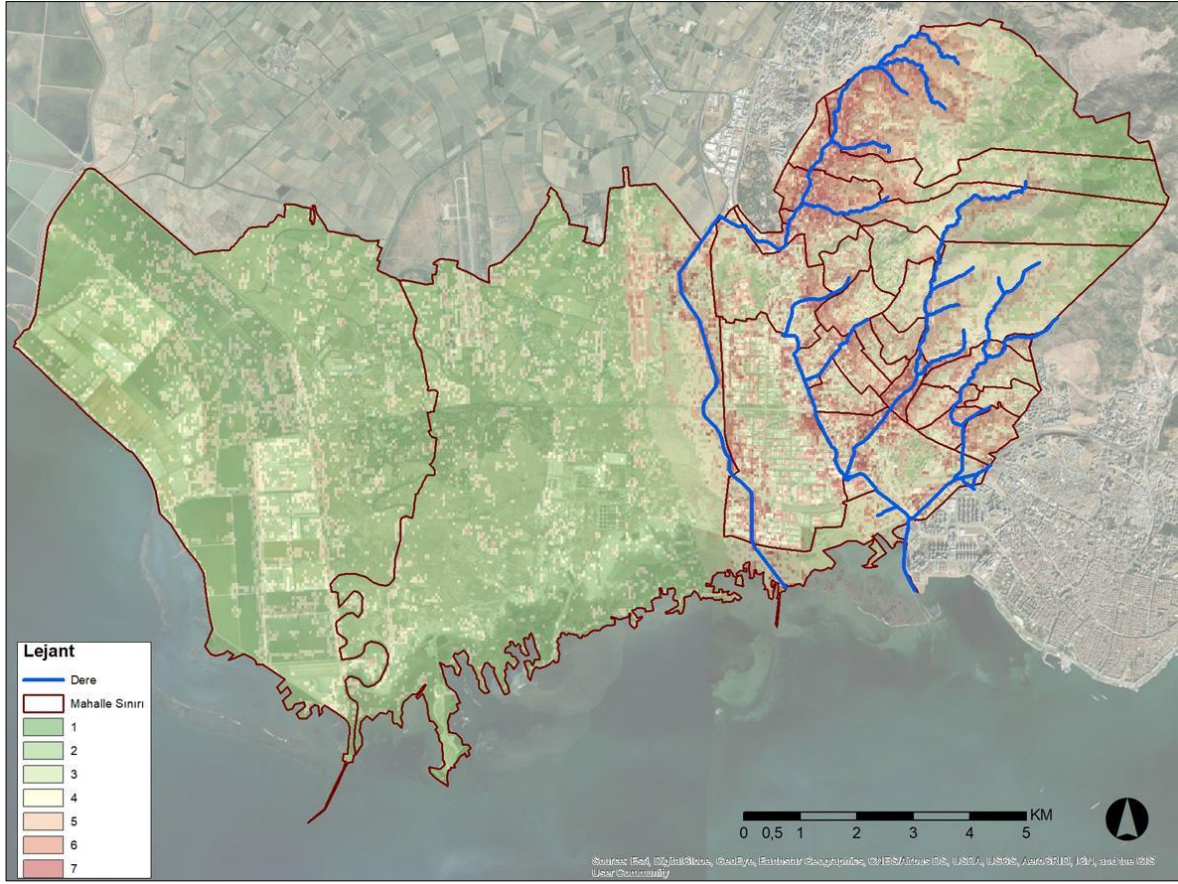 Lejant
Dere
Mahalle Sınırı
1
2
3
4
5
6
7
KM
0 0,5 1 2 3 4 5
Source: Esri, DigitalGlobe, GeoEye, Earthstar Geographics, CNES/Airbus DS, USDA, USGS, AeroGRID, IGN, and the GIS
User Community